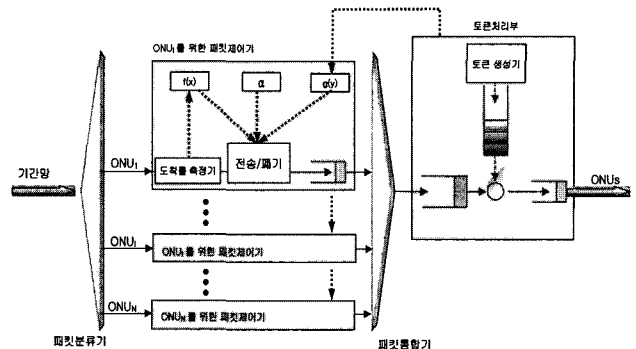 ONU₁를 위한 패킷제어기
토큰처리부
f(x)
α
g(y)
토큰 생성기
기간망
ONU₁
도착률 측정기
전송/폐기
ONUs
ONUᵢ
ONUᵢ를 위한 패킷제어기
ONU_N
ONU_N를 위한 패킷제어기
패킷분류기
패킷통합기